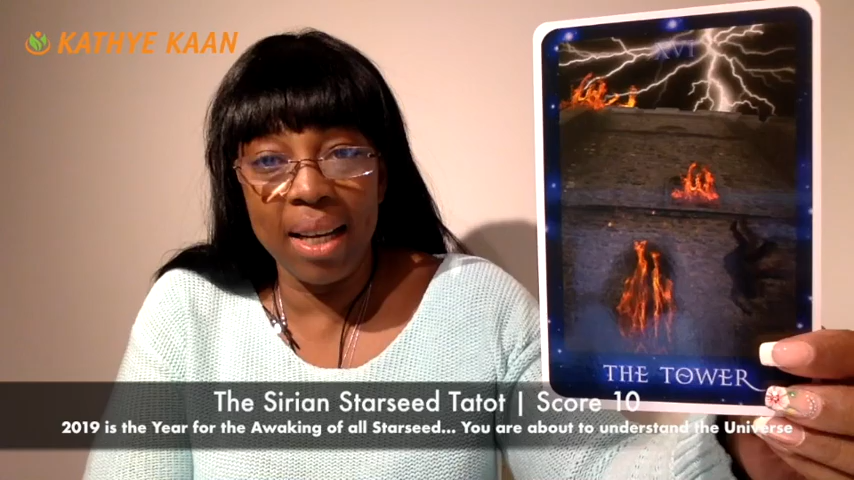 KATHYE KAAN
XVI
THE TOWER
The Sirian Starseed Tatot | Score 10
2019 is the Year for the Awaking of all Starseed... You are about to understand the Universe